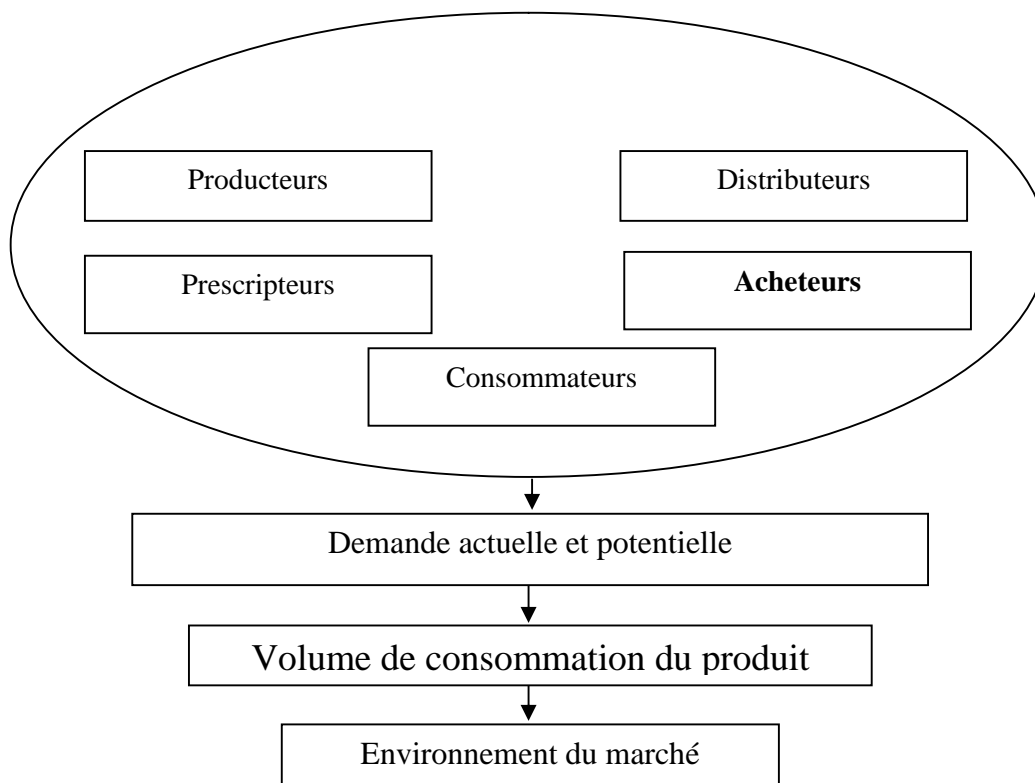 Producteurs
Distributeurs
Prescripteurs
Acheteurs
Consommateurs
Demande actuelle et potentielle
Volume de consommation du produit
Environnement du marché